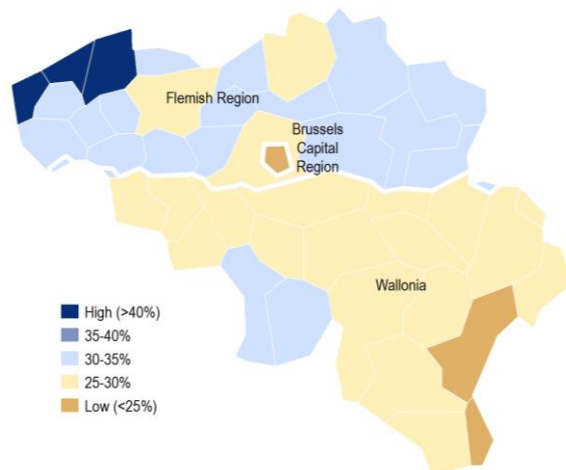 Flemish Region
Brussels
Capital
Region
Wallonia
High (>40%)
35-40%
30-35%
25-30%
Low (<25%)